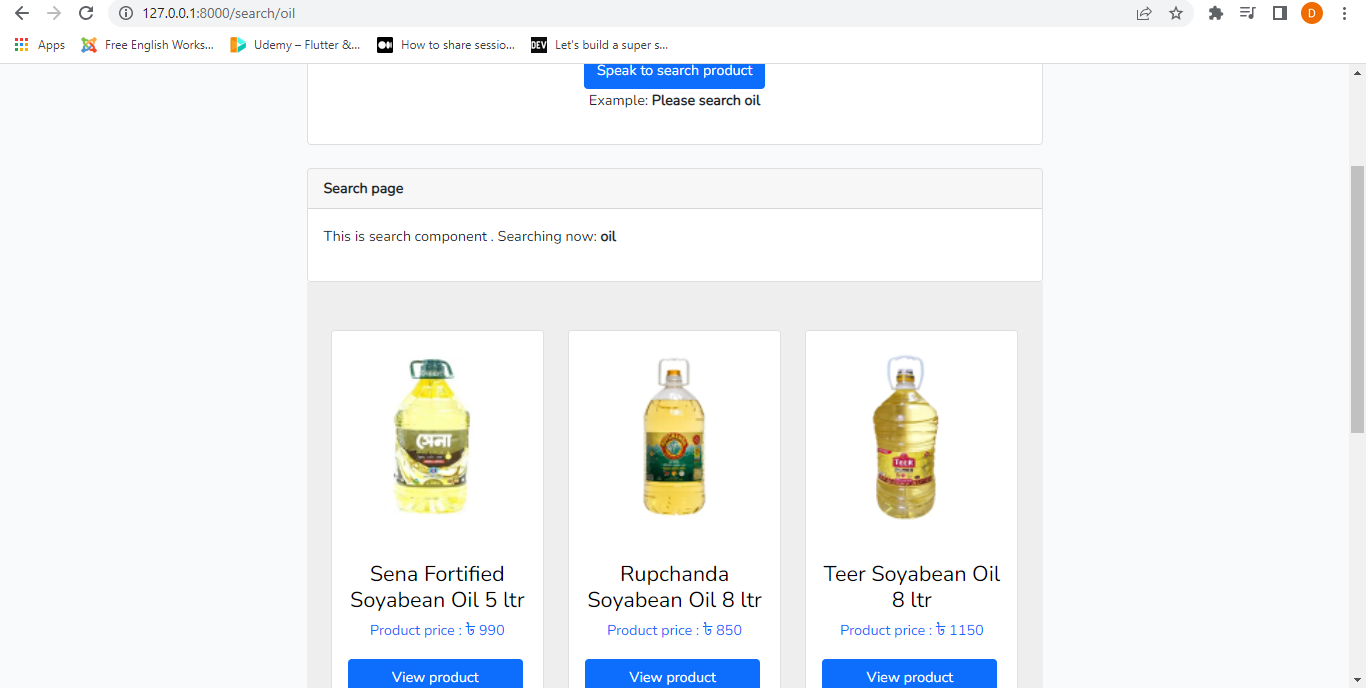 127.0.0.1:8000/search/oil
D
Apps
Free English Works...
Udemy – Flutter &...
How to share sessio...
DEV
Let's build a super s...
Speak to search product
Example: Please search oil
Search page
This is search component . Searching now: oil
সেনা
TEER
Sena Fortified
Soyabean Oil 5 ltr
Product price : ৳ 990
View product
Rupchanda
Soyabean Oil 8 ltr
Product price : ৳ 850
View product
Teer Soyabean Oil
8 ltr
Product price : ৳ 1150
View product